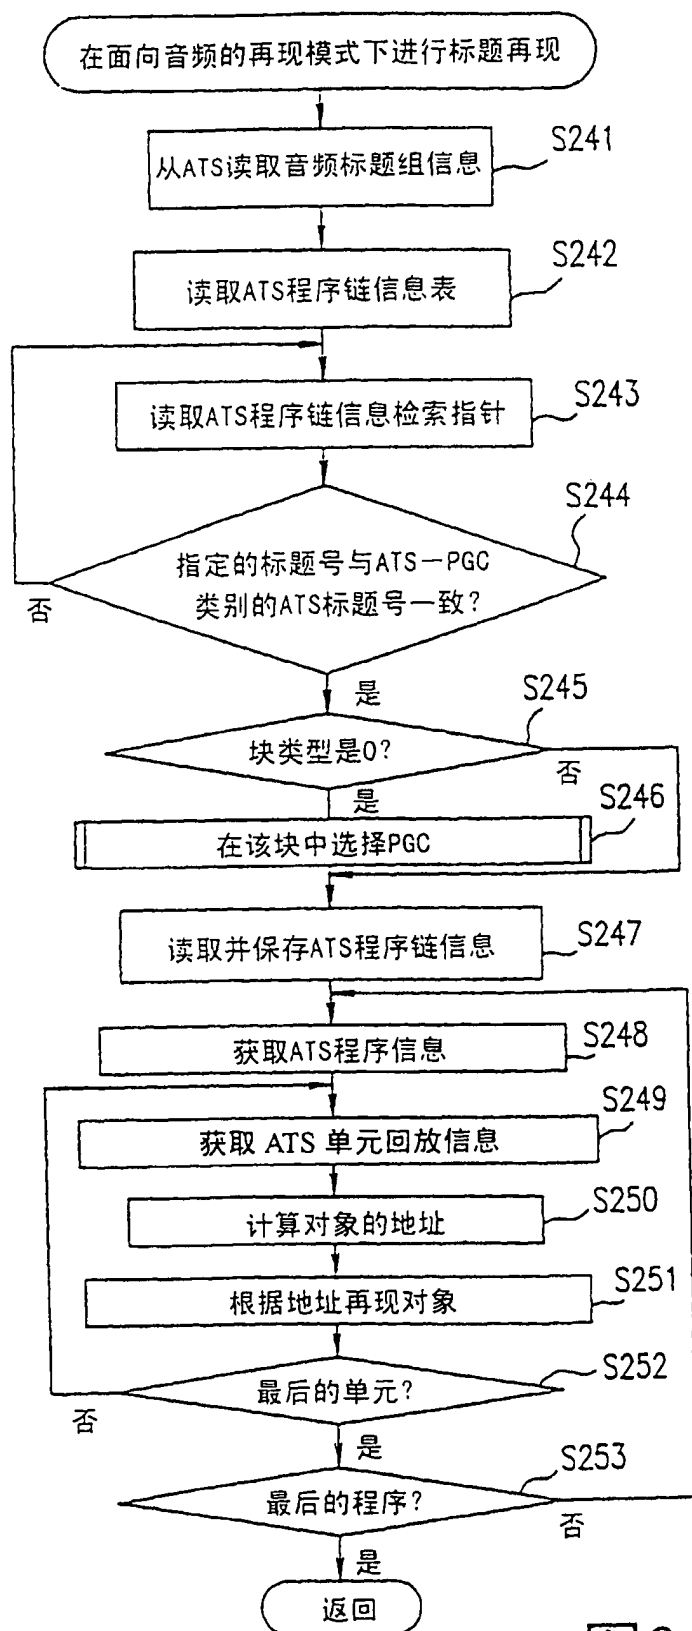 在面向音频的再现模式下进行标题再现
S241
从ATS读取音频标题组信息
S242
读取ATS程序链信息表
S243
读取ATS程序链信息检索指针
S244
指定的标题号与ATS-PGC
类别的ATS标题号一致?
否
是
S245
块类型是0?
否
是
S246
在该块中选择PGC
S247
读取并保存ATS程序链信息
S248
获取ATS程序信息
S249
获取 ATS 单元回放信息
S250
计算对象的地址
S251
根据地址再现对象
S252
最后的单元?
否
是
S253
最后的程序?
否
是
返回